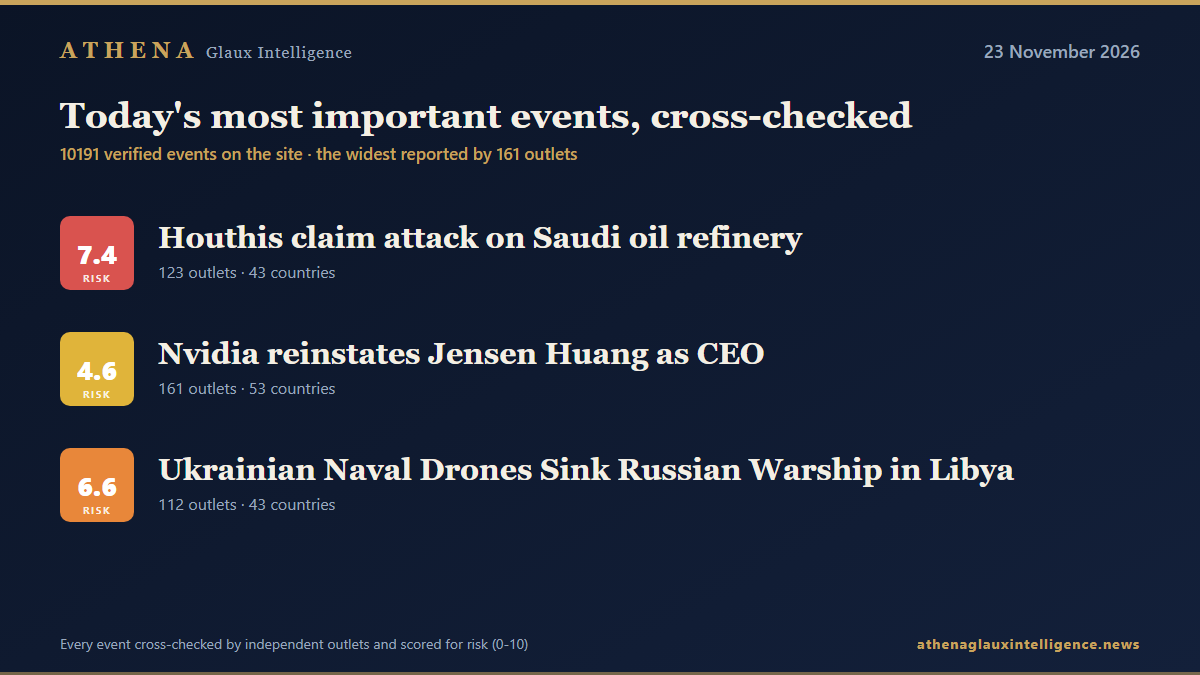 ATHENA Glaux Intelligence
23 November 2026
Today's most important events, cross-checked
10191 verified events on the site · the widest reported by 161 outlets
7.4
RISK
Houthis claim attack on Saudi oil refinery
123 outlets · 43 countries
4.6
RISK
Nvidia reinstates Jensen Huang as CEO
161 outlets · 53 countries
6.6
RISK
Ukrainian Naval Drones Sink Russian Warship in Libya
112 outlets · 43 countries
Every event cross-checked by independent outlets and scored for risk (0-10)
athenaglauxintelligence.news